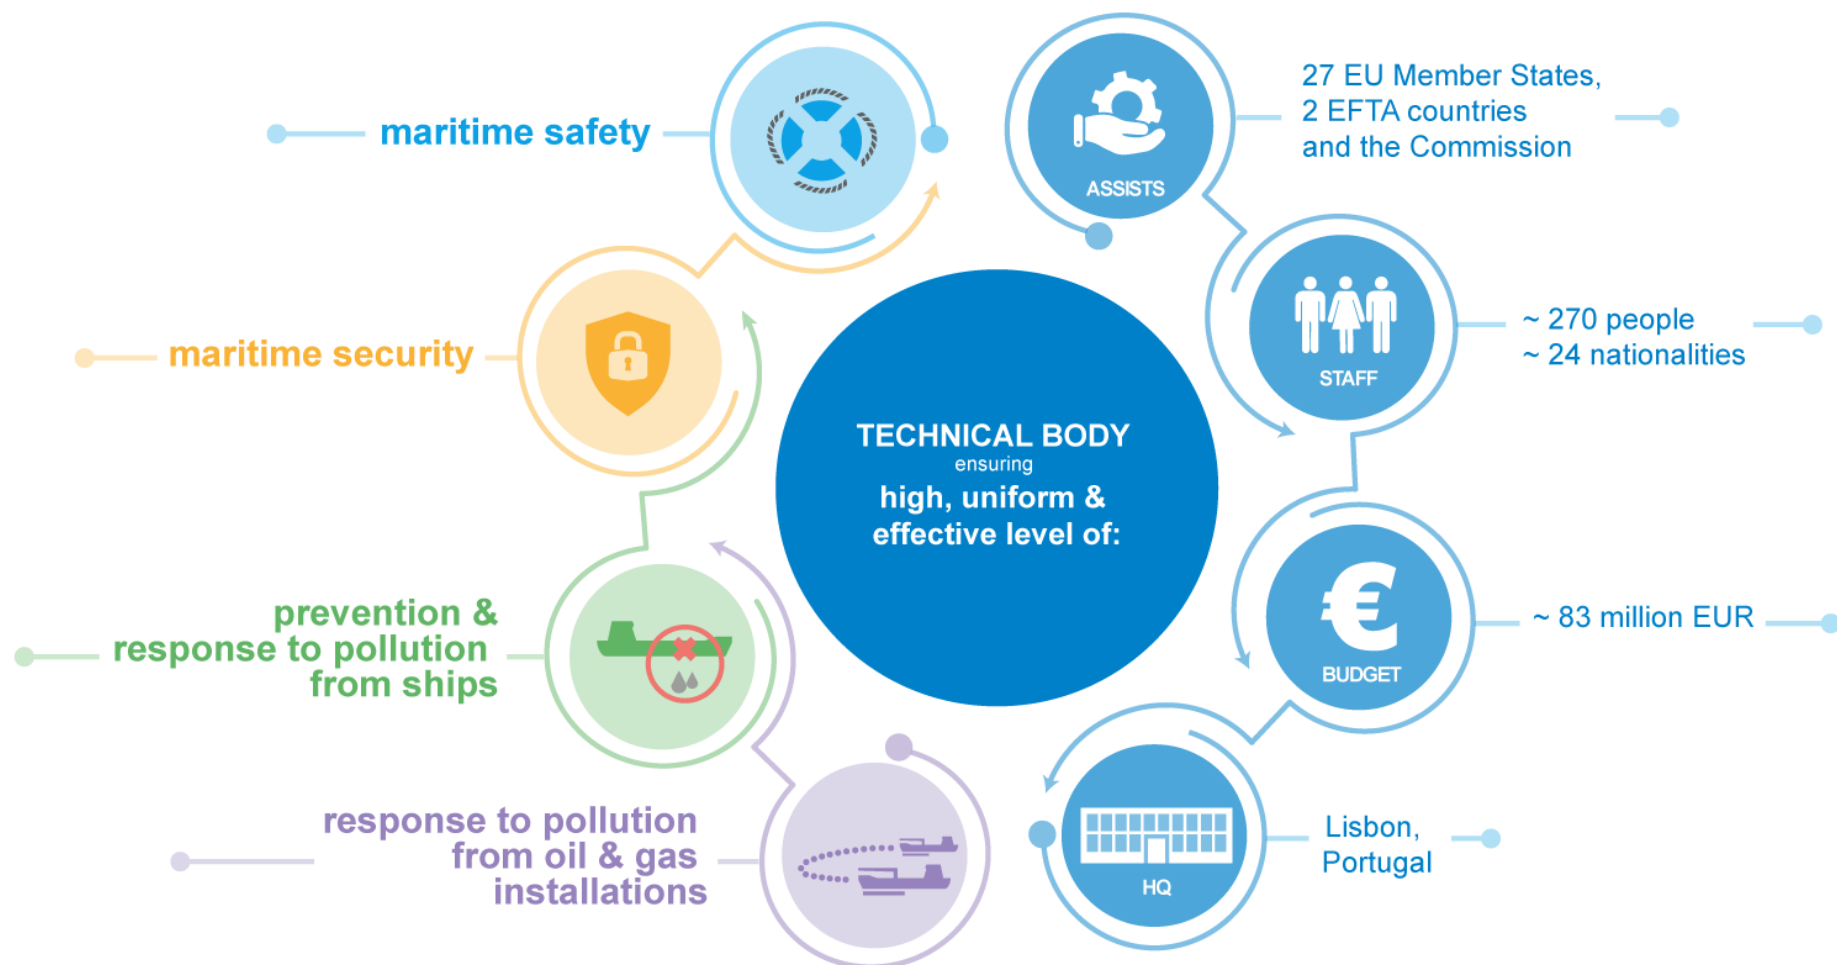 maritime safety
maritime security
prevention &
response to pollution
from ships
response to pollution
from oil & gas
installations
TECHNICAL BODY
ensuring
high, uniform &
effective level of:
ASSISTS
27 EU Member States,
2 EFTA countries
and the Commission
STAFF
~ 270 people
~ 24 nationalities
€
BUDGET
~ 83 million EUR
HQ
Lisbon,
Portugal